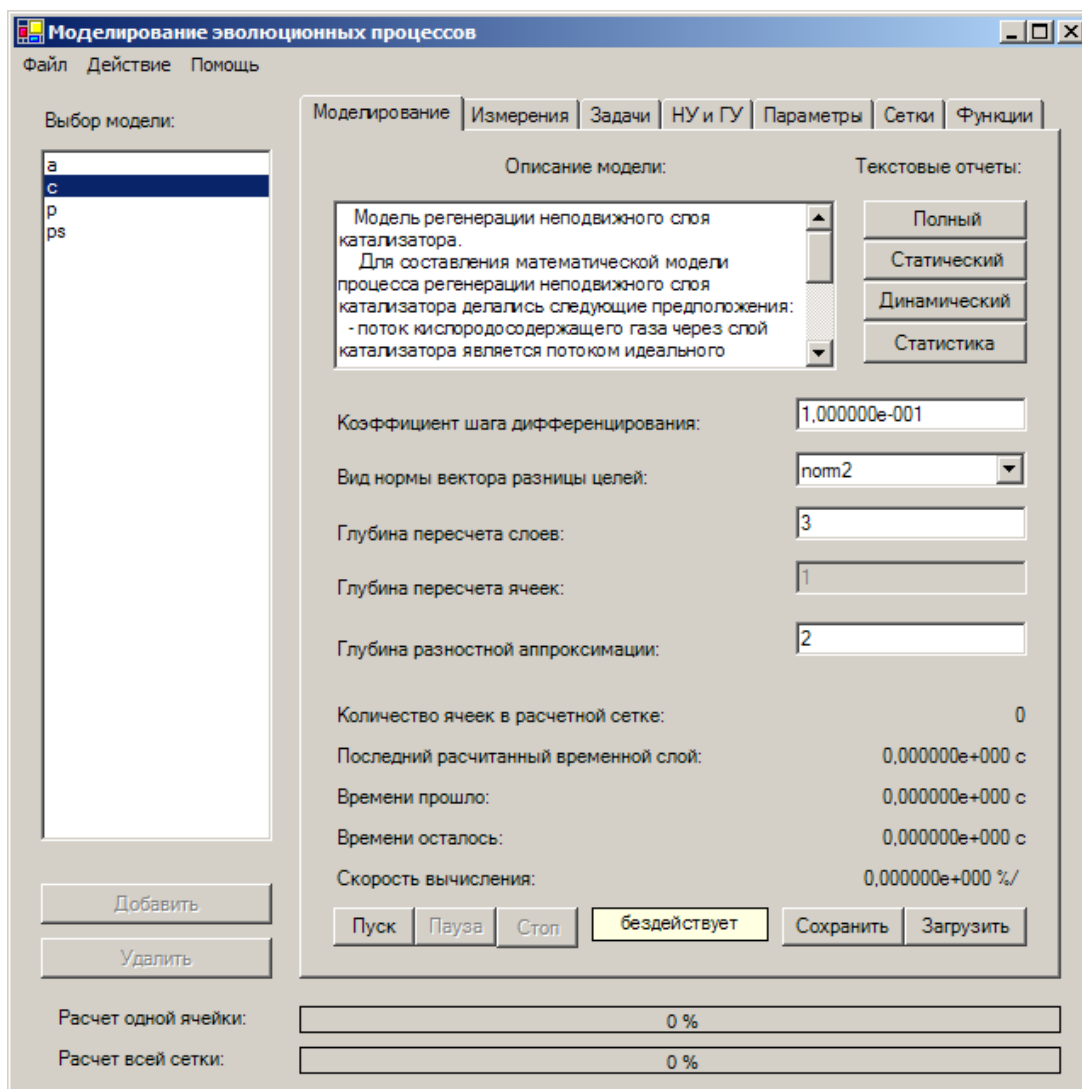 Моделирование эволюционных процессов
Файл Действие Помощь
Выбор модели:
a
c
p
ps
Добавить
Удалить
Моделирование Измерения Задачи НУ и ГУ Параметры Сетки Функции
Описание модели:
Модель регенерации неподвижного слоя
катализатора.
Для составления математической модели
процесса регенерации неподвижного слоя
катализатора делались следующие предположения:
- поток кислородосодержащего газа через слой
катализатора является потоком идеального
Текстовые отчеты:
Полный
Статический
Динамический
Статистика
Коэффициент шага дифференцирования: 1,000000e-001
Вид нормы вектора разницы целей: norm2
Глубина пересчета слоев: 3
Глубина пересчета ячеек: 1
Глубина разностной аппроксимации: 2
Количество ячеек в расчетной сетке: 0
Последний расчитанный временной слой: 0,000000e+000 с
Времени прошло: 0,000000e+000 с
Времени осталось: 0,000000e+000 с
Скорость вычисления: 0,000000e+000 %/
Пуск Пауза Стоп бездействует Сохранить Загрузить
Расчет одной ячейки: 0 %
Расчет всей сетки: 0 %